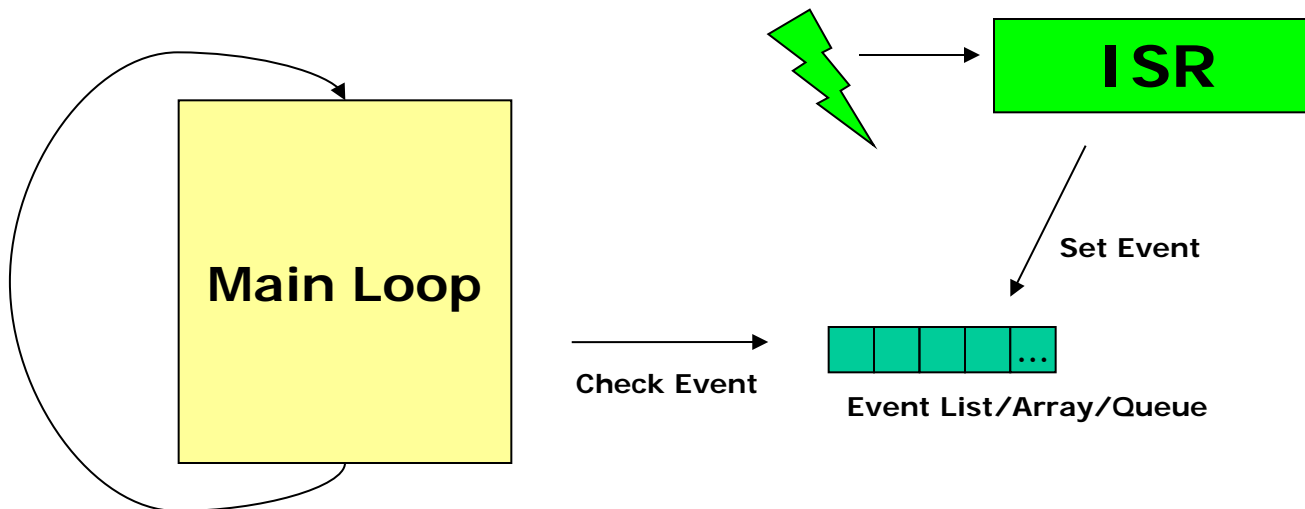 ISR
Main Loop
Set Event
...
Check Event
Event List/Array/Queue